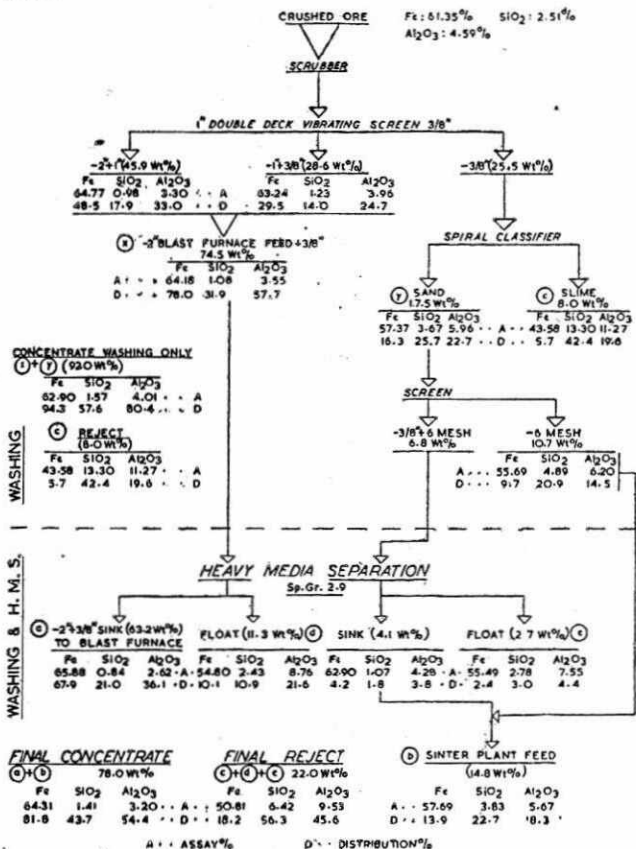 CRUSHED ORE Fe: 61.35% SiO2: 2.51%
Al2O3: 4.59%
SCRUBBER
1" DOUBLE DECK VIBRATING SCREEN 3/8"
-2"+1"(45.9 Wt%) -1"+3/8"(28.6 Wt%) -3/8"(25.5 Wt%)
Fe SiO2 Al2O3 Fe SiO2 Al2O3
64.77 0.98 3.30 · · A 63.24 1.23 3.96
48.5 17.9 33.0 · · D 29.5 14.0 24.7
SPIRAL CLASSIFIER
-2" BLAST FURNACE FEED +3/8"
74.5 Wt%
Fe SiO2 Al2O3
A · · 64.18 1.08 3.55
D · · 78.0 31.9 57.7
(y) SAND (c) SLIME
17.5 Wt% 8.0 Wt%
Fe SiO2 Al2O3 Fe SiO2 Al2O3
57.37 3.67 5.96 · · A · · 43.58 13.30 11.27
16.3 25.7 22.7 · · D · · 5.7 42.4 19.6
CONCENTRATE WASHING ONLY
+ (y) (92.0 Wt%)
Fe SiO2 Al2O3
62.90 1.57 4.01 · · A
94.3 57.6 80.4 · · D
SCREEN
(c) REJECT
(8.0 Wt%)
Fe SiO2 Al2O3
43.58 13.30 11.27 · · A
5.7 42.4 19.6 · · D
-3/8"+6 MESH -6 MESH
6.8 Wt% 10.7 Wt%
Fe SiO2 Al2O3
A · · · 55.69 4.89 6.20
D · · · 9.7 20.9 14.5
WASHING
WASHING & H.M.S.
HEAVY MEDIA SEPARATION
Sp.Gr. 2.9
(a) -2"+3/8" SINK (63.2 Wt%) FLOAT (11.3 Wt%) (d) SINK (4.1 Wt%) FLOAT (2.7 Wt%) (e)
TO BLAST FURNACE
Fe SiO2 Al2O3 Fe SiO2 Al2O3 Fe SiO2 Al2O3 Fe SiO2 Al2O3
65.88 0.84 2.62 · A · 54.80 2.43 8.76 62.90 1.07 4.28 · A · 55.49 2.78 7.55
67.9 21.0 36.1 · D · 10.1 10.9 21.6 4.2 1.8 3.8 · D · 2.4 3.0 4.4
FINAL CONCENTRATE FINAL REJECT (b) SINTER PLANT FEED
(a)+(b) 78.0 Wt% (c)+(d)+(e) 22.0 Wt% (14.8 Wt%)
Fe SiO2 Al2O3 Fe SiO2 Al2O3 Fe SiO2 Al2O3
64.31 1.41 3.20 · · A · · 50.81 6.42 9.53 A · · 57.69 3.83 5.67
81.8 43.7 54.4 · · D · · 18.2 56.3 45.6 D · · 13.9 22.7 18.3
A · · ASSAY% D · · DISTRIBUTION%